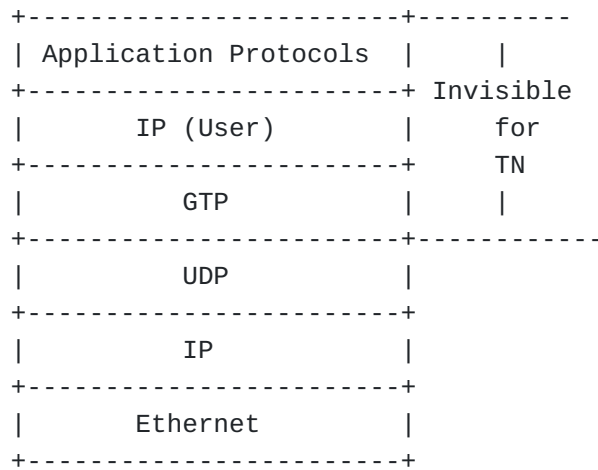 +------------------------+----------
| Application Protocols  |     |
+------------------------+ Invisible
|        IP (User)       |     for
+------------------------+     TN
|           GTP          |     |
+------------------------+------------
|           UDP          |
+------------------------+
|           IP           |
+------------------------+
|        Ethernet        |
+------------------------+